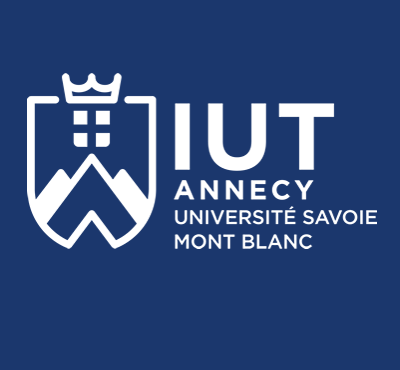 IUT
ANNECY
UNIVERSITÉ SAVOIE
MONT BLANC